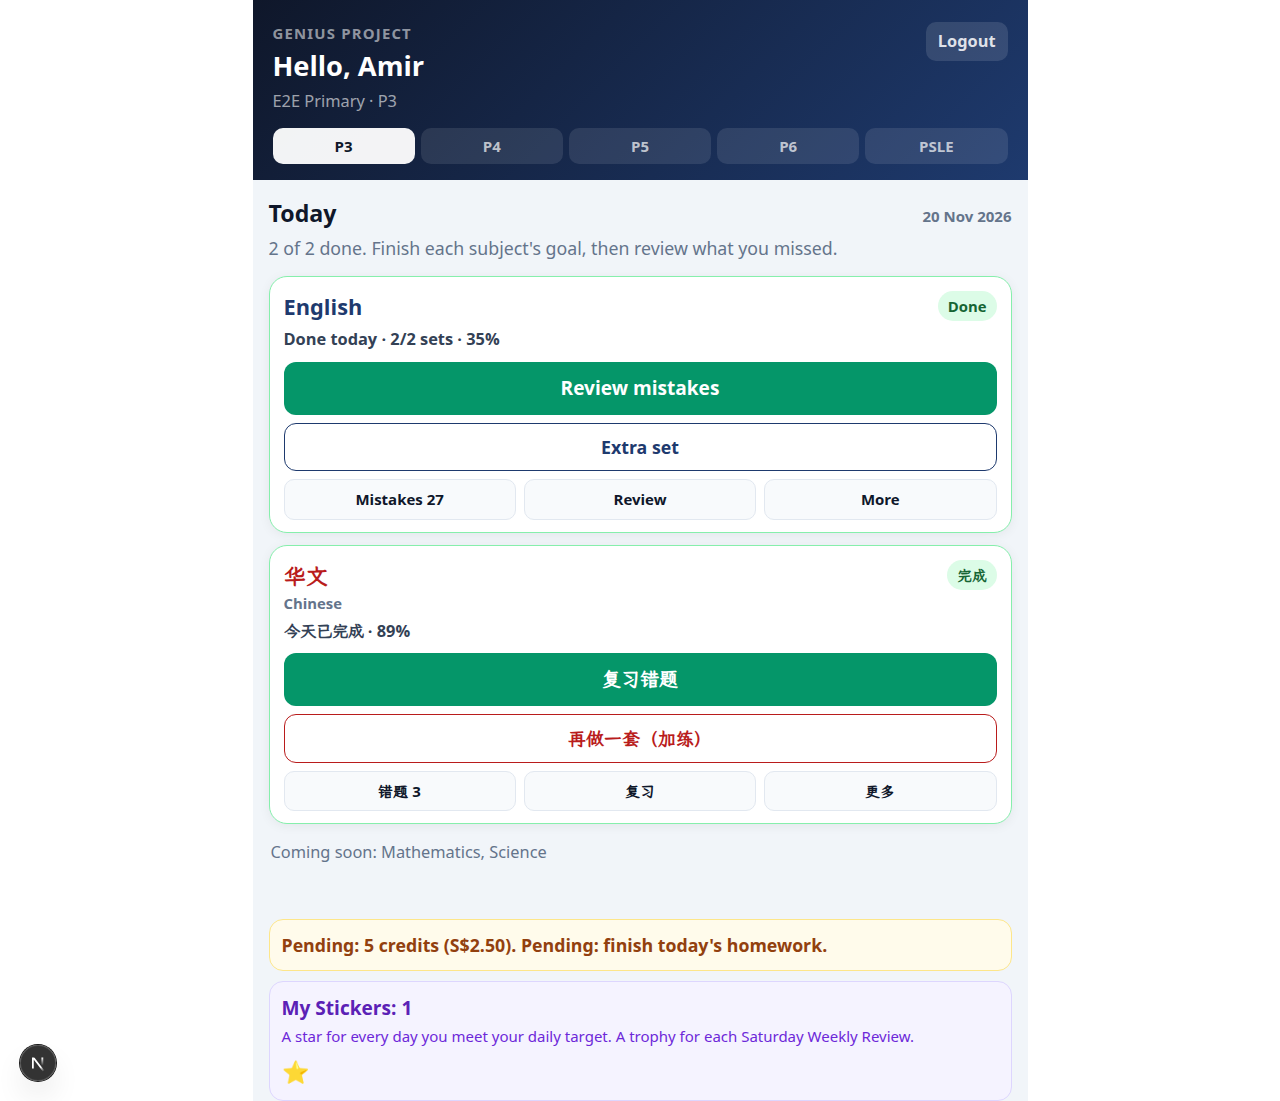 GENIUS PROJECT
Logout
Hello, Amir
E2E Primary · P3
P3
P4
P5
P6
PSLE
Today
20 Nov 2026
2 of 2 done. Finish each subject's goal, then review what you missed.
English
Done
Done today · 2/2 sets · 35%
Review mistakes
Extra set
Mistakes 27
Review
More
华文
完成
Chinese
今天已完成 · 89%
复习错题
再做一套（加练）
错题 3
复习
更多
Coming soon: Mathematics, Science
Pending: 5 credits (S$2.50). Pending: finish today's homework.
My Stickers: 1
A star for every day you meet your daily target. A trophy for each Saturday Weekly Review.
N